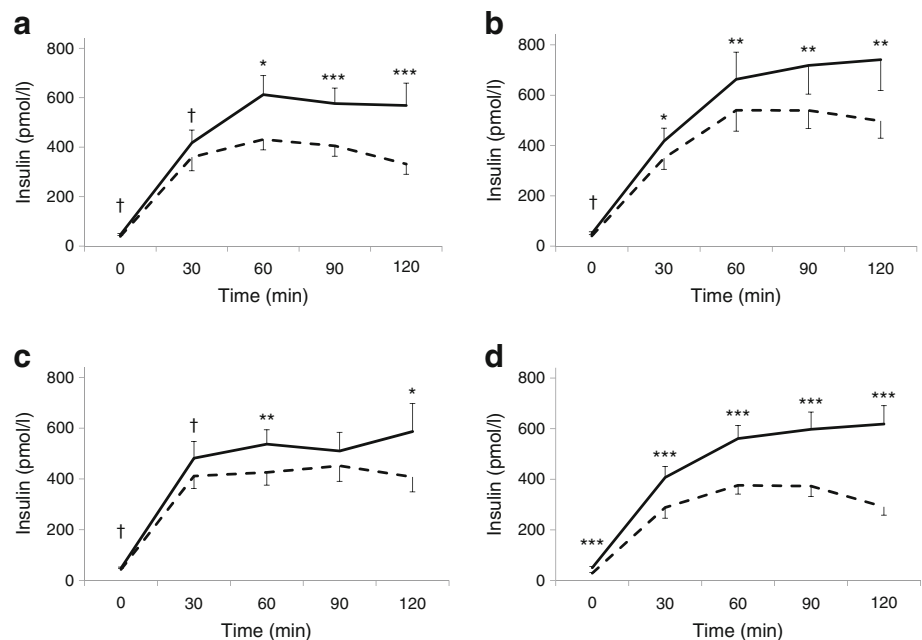 a
800
600
400
200
0
Insulin (pmol/l)
† † * *** ***
0 30 60 90 120
Time (min)
b
800
600
400
200
0
Insulin (pmol/l)
† * ** ** **
0 30 60 90 120
Time (min)
c
800
600
400
200
0
Insulin (pmol/l)
† † ** *
0 30 60 90 120
Time (min)
d
800
600
400
200
0
Insulin (pmol/l)
*** *** *** *** ***
0 30 60 90 120
Time (min)